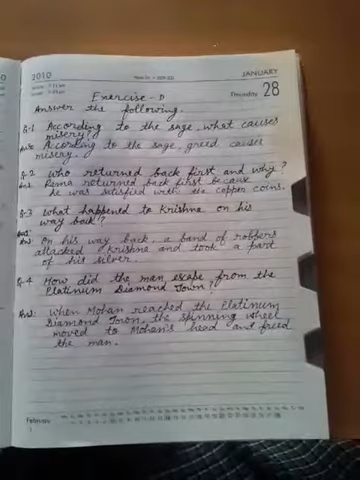 2010
JANUARY
Thursday 28
Exercise - D
Answer the following.
Q.1 According to the sage, what causes
misery?
Ans: According to the sage, greed causes
misery.
Q.2 Who returned back first and why?
Ans: Rama returned back first because
he was satisfied with the copper coins.
Q.3 What happened to Krishna on his
way back?
Ans:
Ans: On his way back, a band of robbers
attacked Krishna and took a part
of his silver.
Q.4 How did the man escape from the
Platinum Diamond Town?
Ans: When Mohan reached the Platinum
Diamond Town, the spinning wheel
moved to Mohan's head and freed
the man.
February